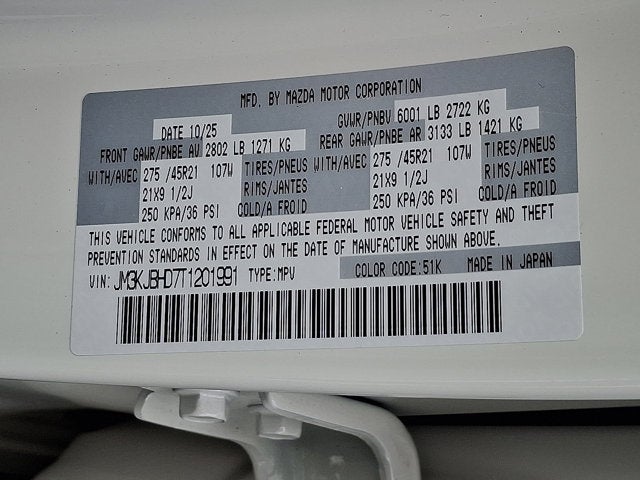 MFD. BY MAZDA MOTOR CORPORATION
DATE 10/25 GVWR/PNBV 6001 LB 2722 KG
FRONT GAWR/PNBE AV 2802 LB 1271 KG REAR GAWR/PNBE AR 3133 LB 1421 KG
WITH/AVEC 275 /45R21 107W TIRES/PNEUS WITH/AVEC 275 /45R21 107W TIRES/PNEUS
21X9 1/2J RIMS/JANTES 21X9 1/2J RIMS/JANTES
250 KPA/36 PSI COLD/A FROID 250 KPA/36 PSI COLD/A FROID
THIS VEHICLE CONFORMS TO ALL APPLICABLE FEDERAL MOTOR VEHICLE SAFETY AND THEFT
PREVENTION STANDARDS IN EFFECT ON THE DATE OF MANUFACTURE SHOWN ABOVE.
VIN: JM3KJBHD7T1201991 TYPE:MPV COLOR CODE:51K MADE IN JAPAN